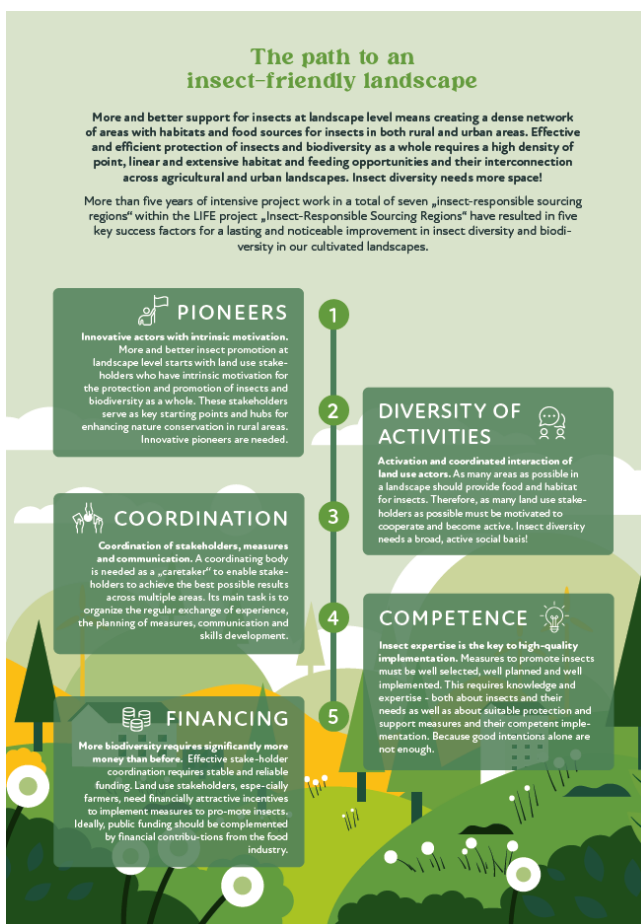 The path to an
insect-friendly landscape
More and better support for insects at landscape level means creating a dense network
of areas with habitats and food sources for insects in both rural and urban areas. Effective
and efficient protection of insects and biodiversity as a whole requires a high density of
point, linear and extensive habitat and feeding opportunities and their interconnection
across agricultural and urban landscapes. Insect diversity needs more space!
More than five years of intensive project work in a total of seven „insect-responsible sourcing
regions“ within the LIFE project „Insect-Responsible Sourcing Regions“ have resulted in five
key success factors for a lasting and noticeable improvement in insect diversity and biodi-
versity in our cultivated landscapes.
1
PIONEERS
Innovative actors with intrinsic motivation.
More and better insect promotion at
landscape level starts with land use stake-
holders who have intrinsic motivation for
the protection and promotion of insects and
biodiversity as a whole. These stakeholders
serve as key starting points and hubs for
enhancing nature conservation in rural areas.
Innovative pioneers are needed.
2
DIVERSITY OF
ACTIVITIES
Activation and coordinated interaction of
land use actors. As many areas as possible in
a landscape should provide food and habitat
for insects. Therefore, as many land use stake-
holders as possible must be motivated to
cooperate and become active. Insect diversity
needs a broad, active social basis!
3
COORDINATION
Coordination of stakeholders, measures
and communication. A coordinating body
is needed as a „caretaker“ to enable stake-
holders to achieve the best possible results
across multiple areas. Its main task is to
organize the regular exchange of experience,
the planning of measures, communication and
skills development.
4
COMPETENCE
Insect expertise is the key to high-quality
implementation. Measures to promote insects
must be well selected, well planned and well
implemented. This requires knowledge and
expertise - both about insects and their
needs as well as about suitable protection and
support measures and their competent imple-
mentation. Because good intentions alone are
not enough.
5
FINANCING
More biodiversity requires significantly more
money than before. Effective stake-holder
coordination requires stable and reliable
funding. Land use stakeholders, espe-cially
farmers, need financially attractive incentives
to implement measures to pro-mote insects.
Ideally, public funding should be complemented
by financial contribu-tions from the food
industry.